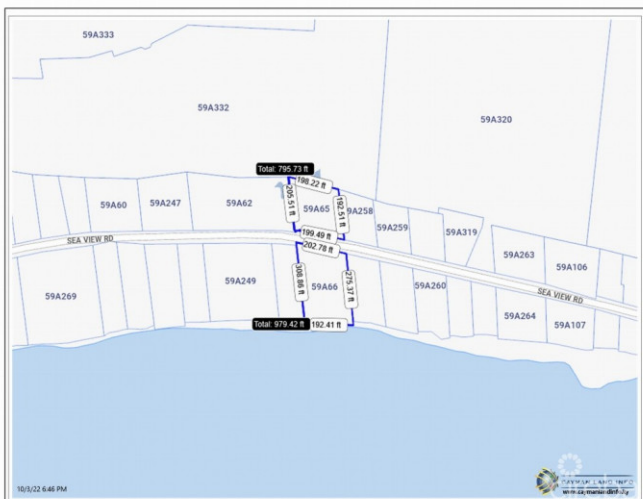 59A333
59A332
59A320
Total: 795.73 ft
198.22 ft
59A60
59A247
59A62
205.51 ft
59A65
192.51 ft
59A258
59A259
59A319
59A263
59A106
SEA VIEW RD
199.49 ft
202.78 ft
59A269
59A249
308.86 ft
59A66
275.37 ft
59A260
SEA VIEW RD
59A264
59A107
Total: 979.42 ft
192.41 ft
10/3/22 6:46 PM
CAYMAN LAND INFO